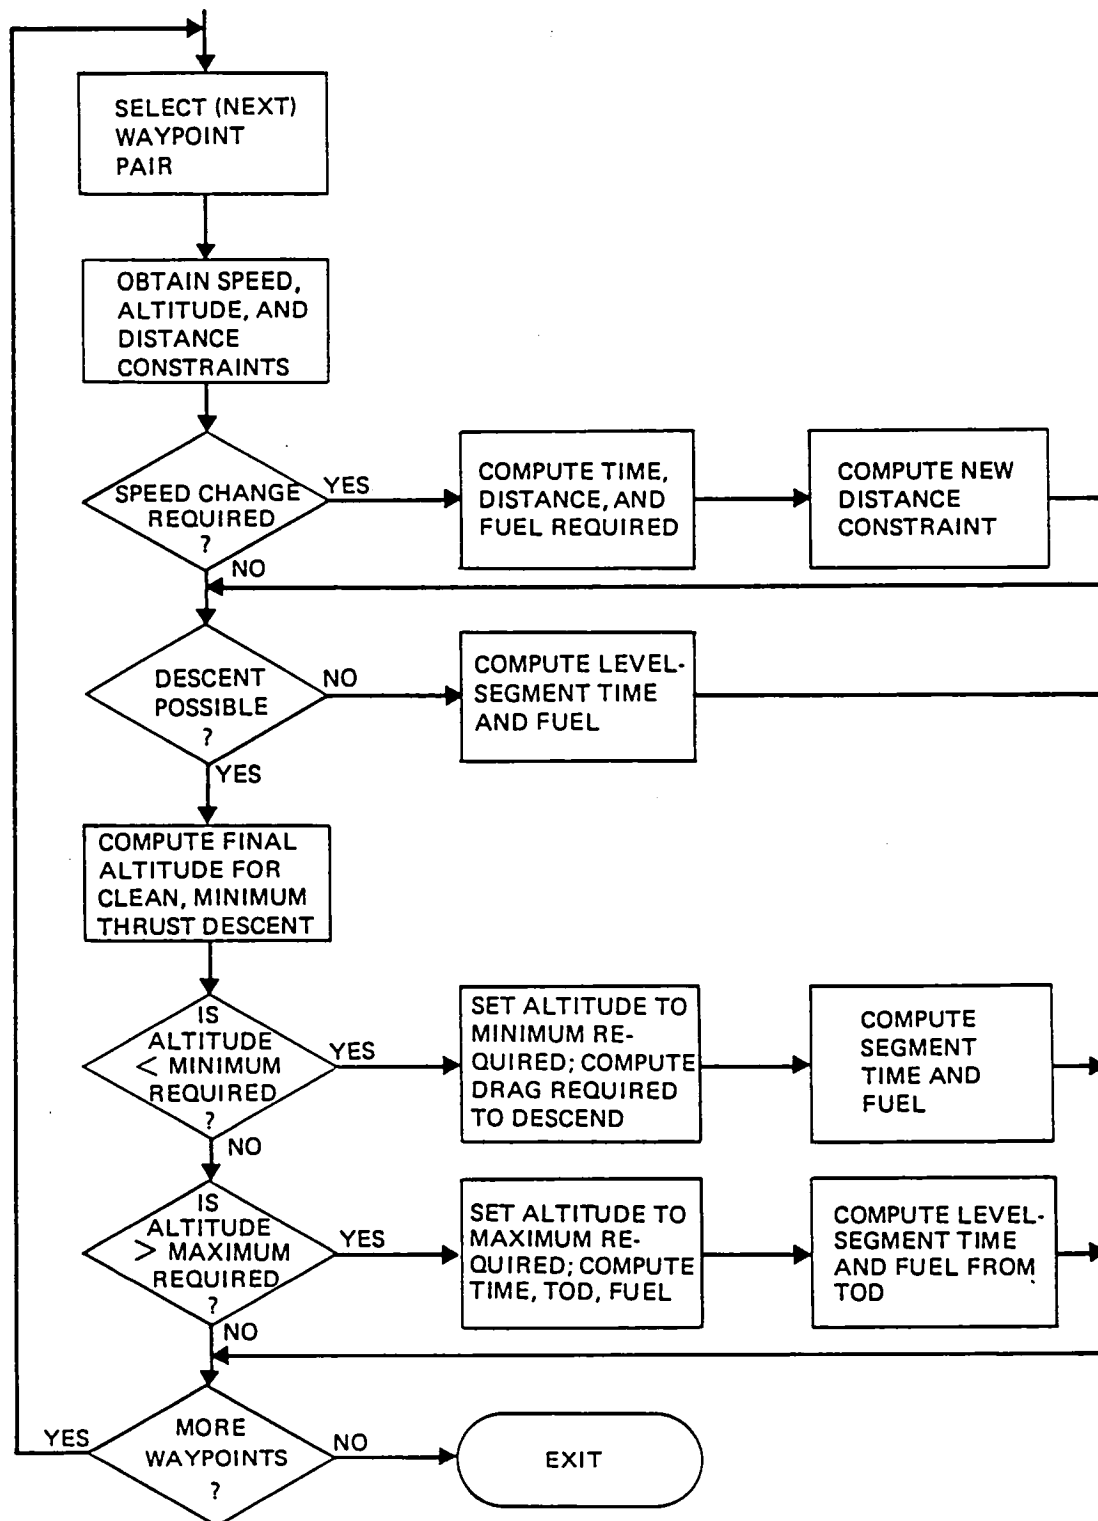 SELECT (NEXT)
WAYPOINT
PAIR
OBTAIN SPEED,
ALTITUDE, AND
DISTANCE
CONSTRAINTS
SPEED CHANGE
REQUIRED
?
YES
NO
COMPUTE TIME,
DISTANCE, AND
FUEL REQUIRED
COMPUTE NEW
DISTANCE
CONSTRAINT
DESCENT
POSSIBLE
?
NO
YES
COMPUTE LEVEL-
SEGMENT TIME
AND FUEL
COMPUTE FINAL
ALTITUDE FOR
CLEAN, MINIMUM
THRUST DESCENT
IS
ALTITUDE
< MINIMUM
REQUIRED
?
YES
NO
SET ALTITUDE TO
MINIMUM RE-
QUIRED; COMPUTE
DRAG REQUIRED
TO DESCEND
COMPUTE
SEGMENT
TIME AND
FUEL
IS
ALTITUDE
> MAXIMUM
REQUIRED
?
YES
NO
SET ALTITUDE TO
MAXIMUM RE-
QUIRED; COMPUTE
TIME, TOD, FUEL
COMPUTE LEVEL-
SEGMENT TIME
AND FUEL FROM
TOD
MORE
WAYPOINTS
?
YES
NO
EXIT